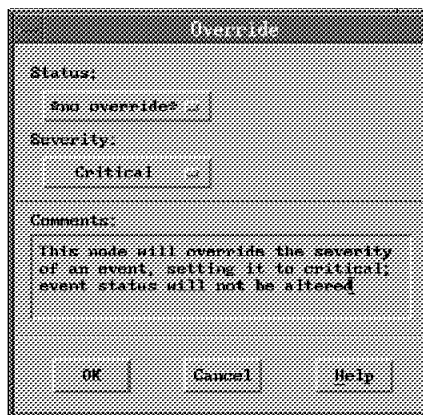 Override
Status:
*no override*
Severity:
Critical
Comments:
This node will override the severity
of an event, setting it to critical;
event status will not be altered
OK
Cancel
Help